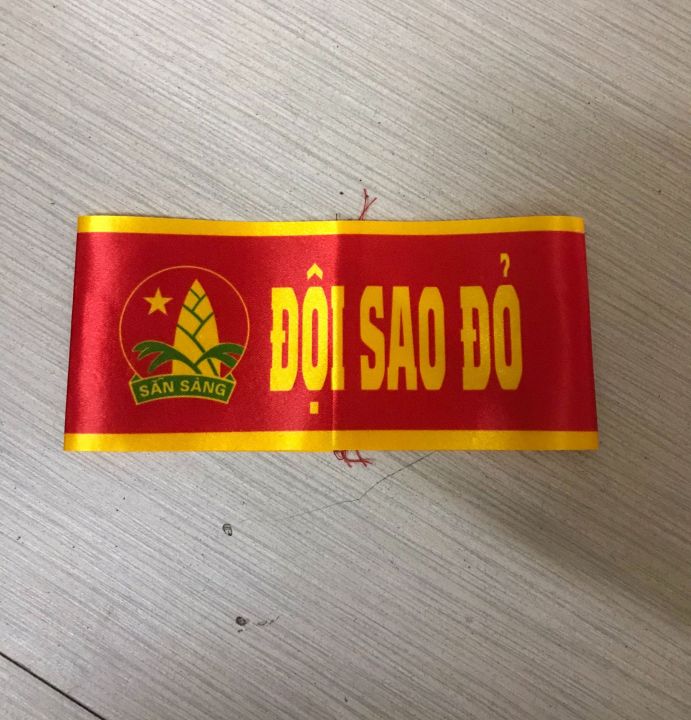 SẴN SÀNG
ĐỘI SAO ĐỎ